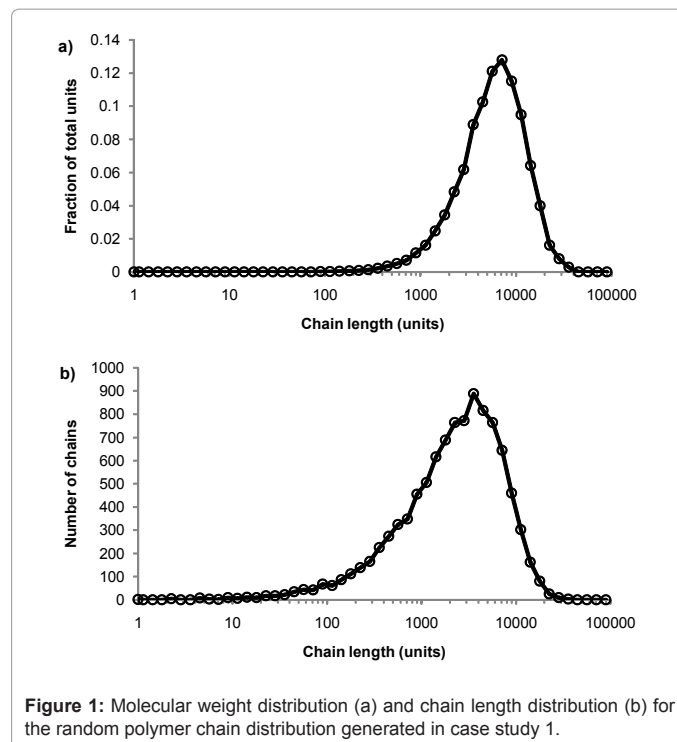 a)
0.14
0.12
0.1
0.08
0.06
0.04
0.02
0
Fraction of total units
1 10 100 1000 10000 100000
Chain length (units)
b)
1000
900
800
700
600
500
400
300
200
100
0
Number of chains
1 10 100 1000 10000 100000
Chain length (units)
Figure 1: Molecular weight distribution (a) and chain length distribution (b) for
the random polymer chain distribution generated in case study 1.